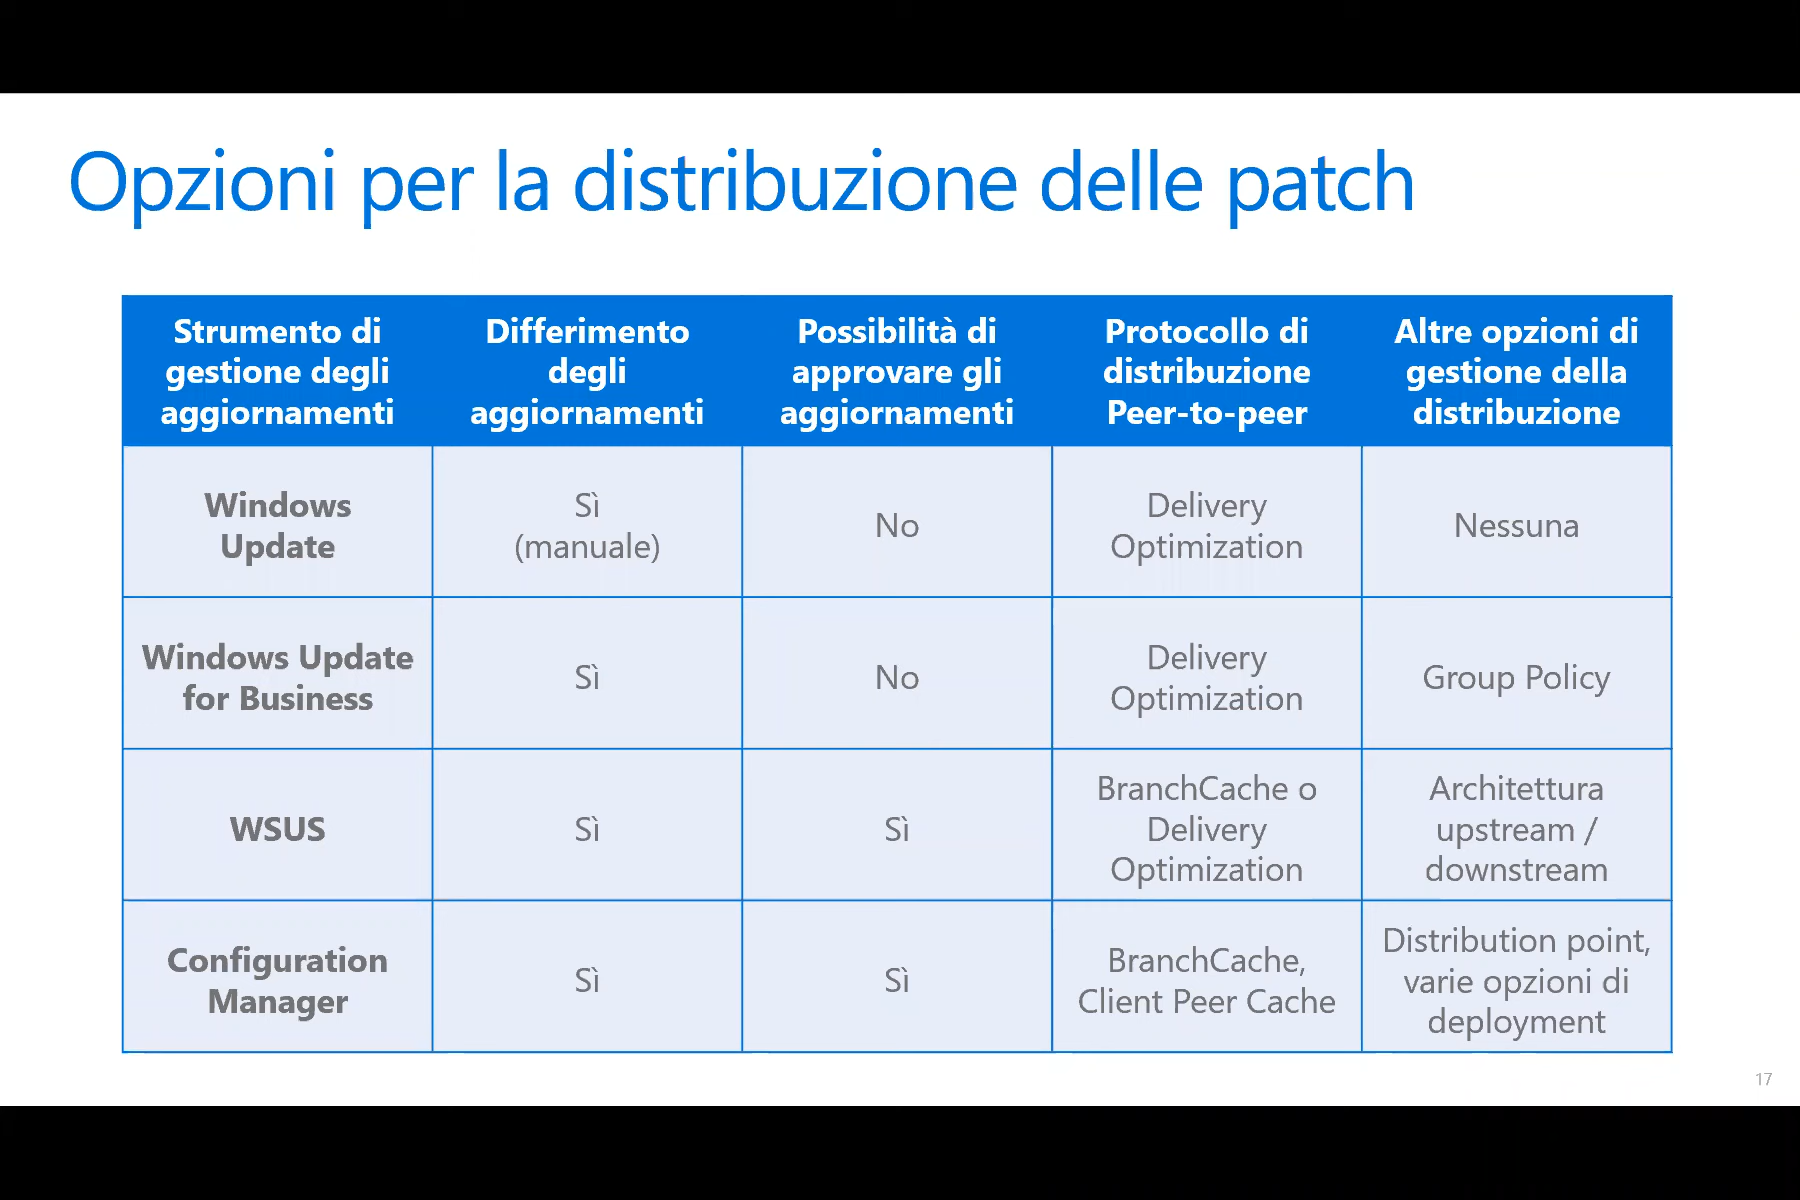 Opzioni per la distribuzione delle patch
Strumento di
gestione degli
aggiornamenti
Differimento
degli
aggiornamenti
Possibilità di
approvare gli
aggiornamenti
Protocollo di
distribuzione
Peer-to-peer
Altre opzioni di
gestione della
distribuzione
Windows
Update
Sì
(manuale)
No
Delivery
Optimization
Nessuna
Windows Update
for Business
Sì
No
Delivery
Optimization
Group Policy
WSUS
Sì
Sì
BranchCache o
Delivery
Optimization
Architettura
upstream /
downstream
Configuration
Manager
Sì
Sì
BranchCache,
Client Peer Cache
Distribution point,
varie opzioni di
deployment
17